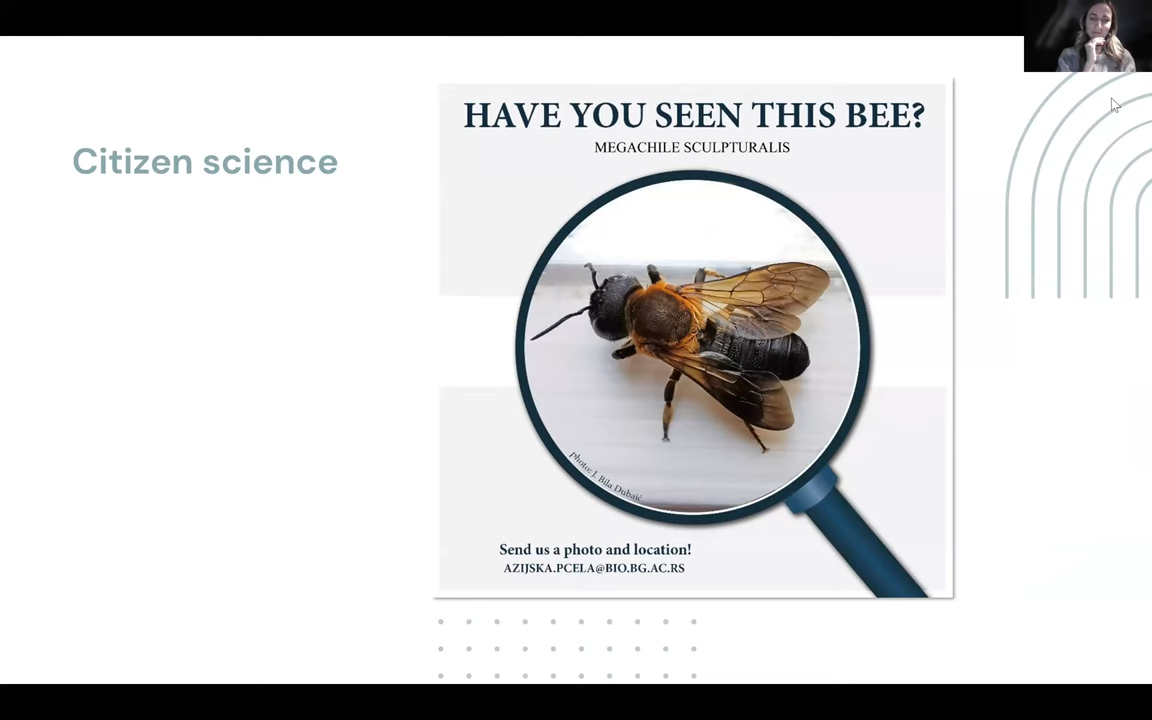 Citizen science
HAVE YOU SEEN THIS BEE?
MEGACHILE SCULPTURALIS
photo: J. Bila Dubaić
Send us a photo and location!
AZIJSKA.PCELA@BIO.BG.AC.RS